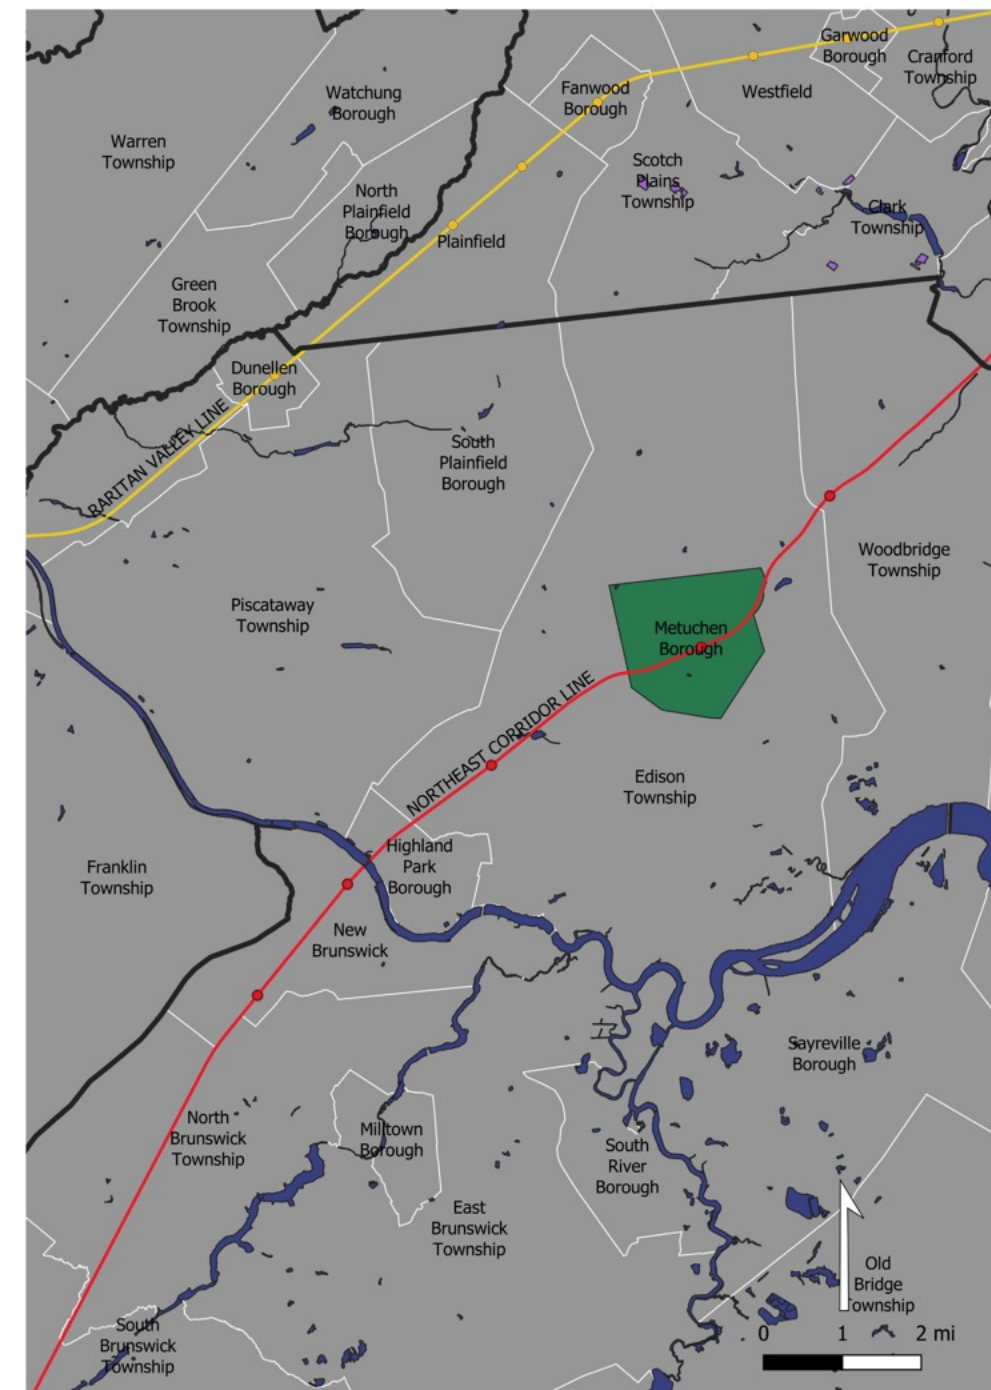 Garwood
Borough
Cranford
Township
Fanwood
Borough
Westfield
Watchung
Borough
Warren
Township
Scotch
Plains
Township
North
Plainfield
Borough
Clark
Township
Plainfield
Green
Brook
Township
Dunellen
Borough
RARITAN VALLEY LINE
South
Plainfield
Borough
Woodbridge
Township
Piscataway
Township
Metuchen
Borough
NORTHEAST CORRIDOR LINE
Edison
Township
Highland
Park
Borough
Franklin
Township
New
Brunswick
Sayreville
Borough
North
Brunswick
Township
Milltown
Borough
South
River
Borough
East
Brunswick
Township
Old
Bridge
Township
South
Brunswick
Township
0 1 2 mi